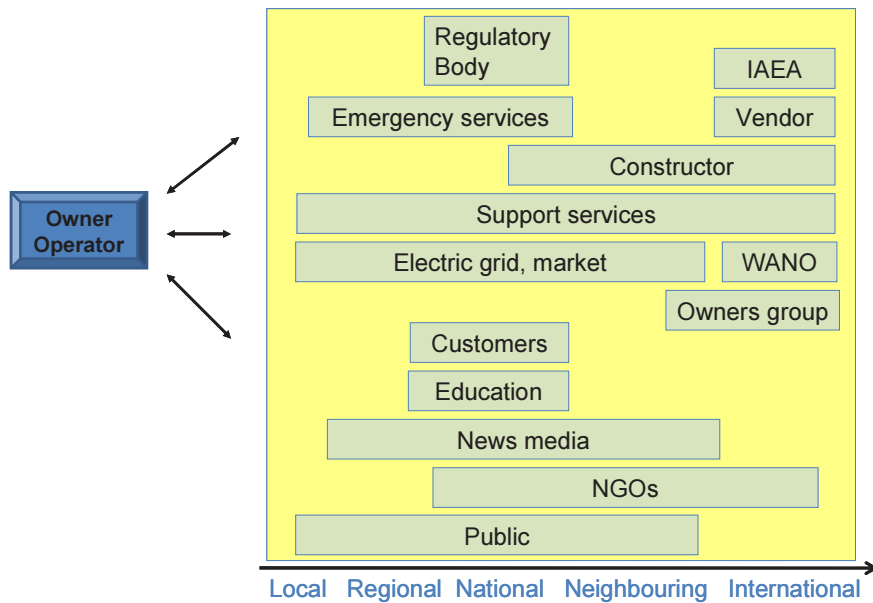 Regulatory
Body
IAEA
Emergency services
Vendor
Constructor
Owner
Operator
Support services
Electric grid, market
WANO
Owners group
Customers
Education
News media
NGOs
Public
Local Regional National Neighbouring International